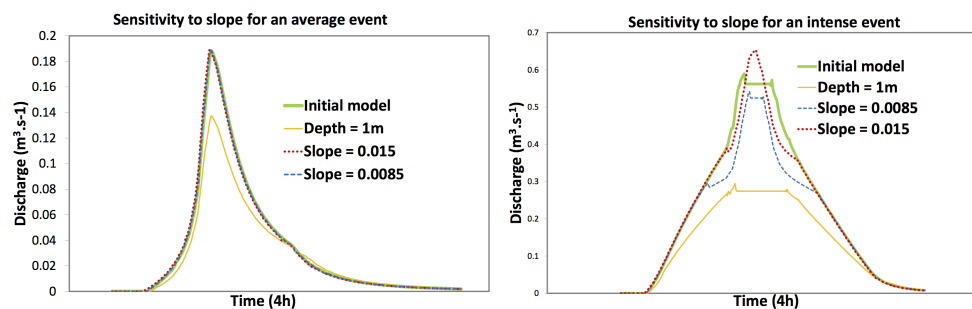 Sensitivity to slope for an average event
Discharge (m³.s-1)
0.2
0.18
0.16
0.14
0.12
0.1
0.08
0.06
0.04
0.02
0
Initial model
Depth = 1m
Slope = 0.015
Slope = 0.0085
Time (4h)
Sensitivity to slope for an intense event
Discharge (m³.s-1)
0.7
0.6
0.5
0.4
0.3
0.2
0.1
0
Initial model
Depth = 1m
Slope = 0.0085
Slope = 0.015
Time (4h)